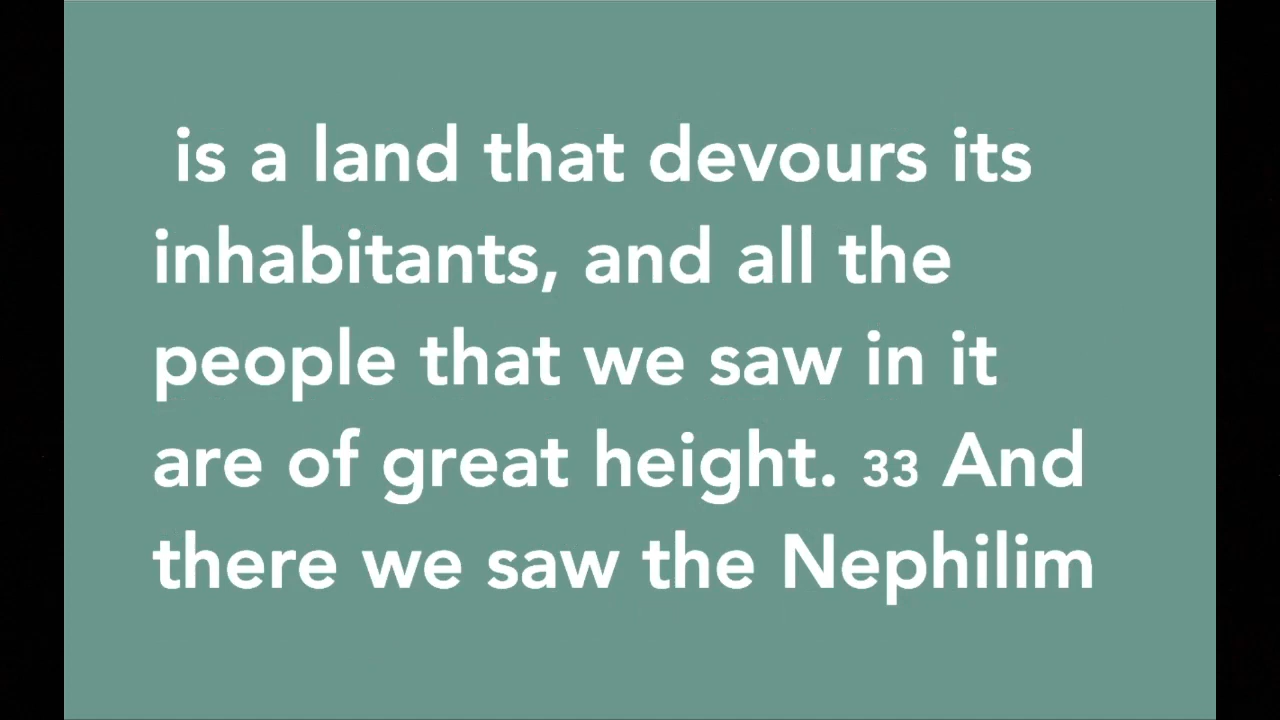 is a land that devours its
inhabitants, and all the
people that we saw in it
are of great height. 33 And
there we saw the Nephilim